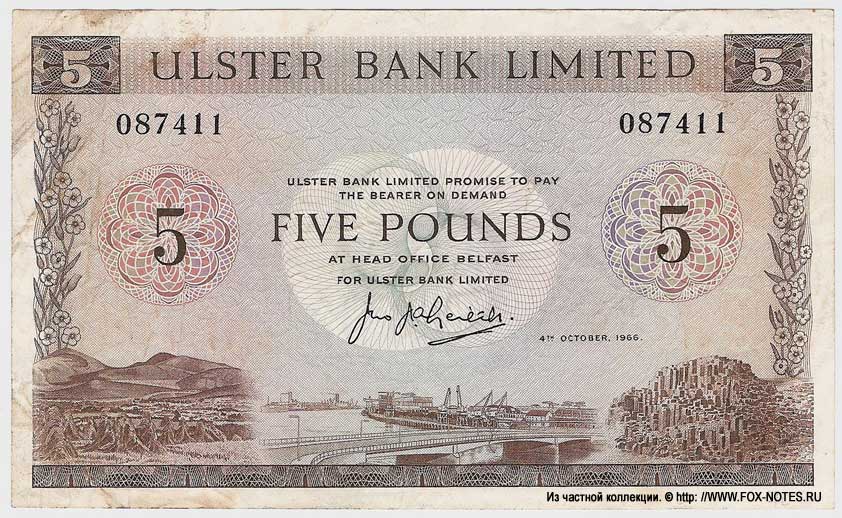 5 ULSTER BANK LIMITED 5
087411 087411
ULSTER BANK LIMITED PROMISE TO PAY
THE BEARER ON DEMAND
5 FIVE POUNDS 5
AT HEAD OFFICE BELFAST
FOR ULSTER BANK LIMITED
4TH OCTOBER, 1966.
Из частной коллекции. © http: //WWW.FOX-NOTES.RU